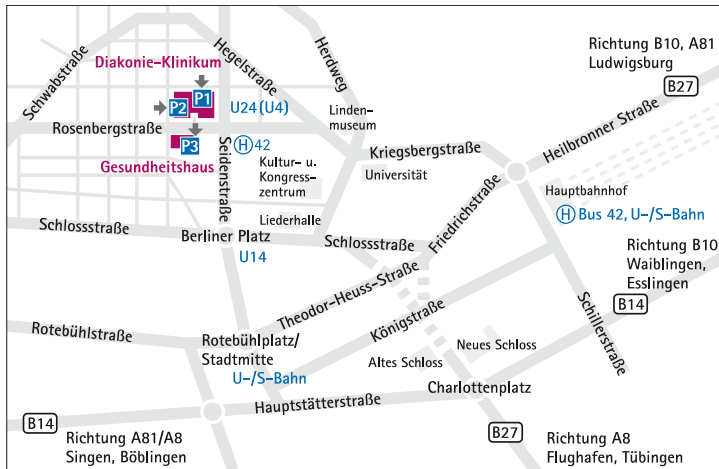 Schwabstraße
Diakonie–Klinikum
Hegelstraße
Herdweg
Richtung B10, A81
Ludwigsburg
B27
P1
P2
U24 (U4)
Rosenbergstraße
Linden-
museum
P3
H 42
Gesundheitshaus
Seidenstraße
Kultur- u.
Kongress-
zentrum
Kriegsbergstraße
Universität
Heilbronner Straße
Hauptbahnhof
H Bus 42, U-/S-Bahn
Friedrichstraße
Schlossstraße
Liederhalle
Berliner Platz
Schlossstraße
U14
Richtung B10
Waiblingen,
Esslingen
B14
Theodor-Heuss-Straße
Königstraße
Schillerstraße
Rotebühlstraße
Rotebühlplatz/
Stadtmitte
U-/S-Bahn
Neues Schloss
Altes Schloss
Charlottenplatz
Hauptstätterstraße
B14
Richtung A81/A8
Singen, Böblingen
B27
Richtung A8
Flughafen, Tübingen